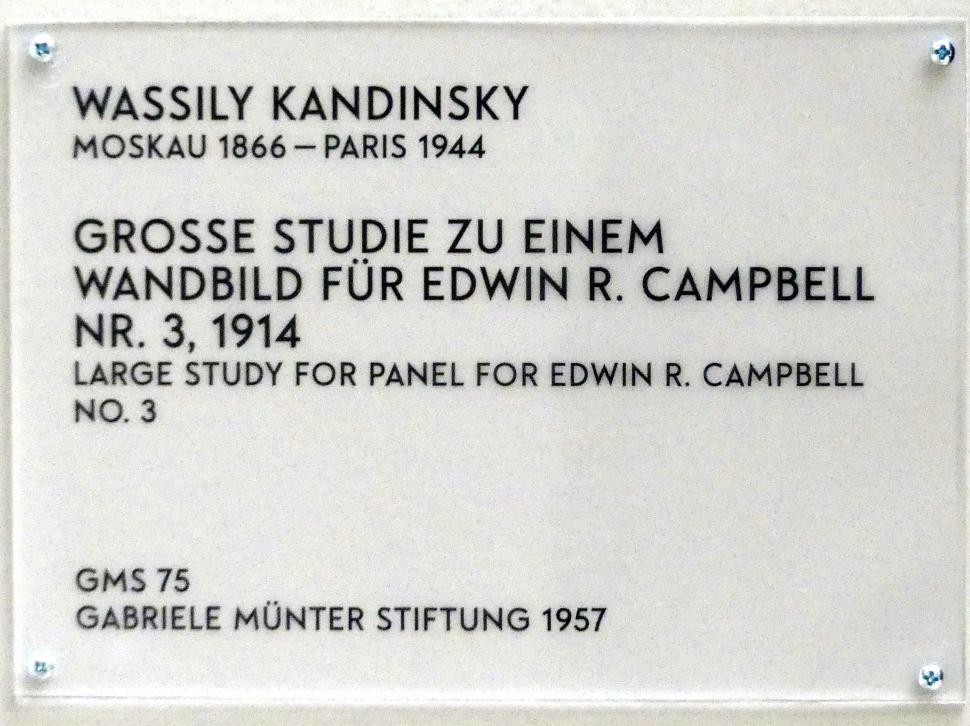 WASSILY KANDINSKY
MOSKAU 1866 – PARIS 1944
GROSSE STUDIE ZU EINEM
WANDBILD FÜR EDWIN R. CAMPBELL
NR. 3, 1914
LARGE STUDY FOR PANEL FOR EDWIN R. CAMPBELL
NO. 3
GMS 75
GABRIELE MÜNTER STIFTUNG 1957